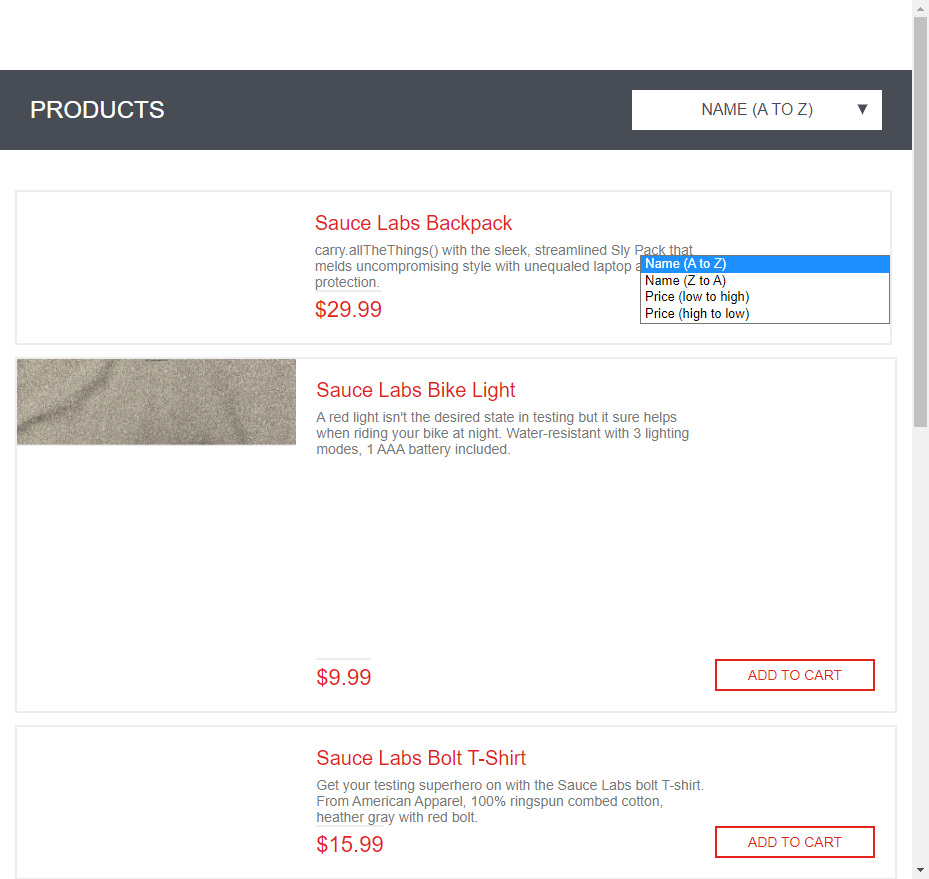 PRODUCTS
NAME (A TO Z)
Sauce Labs Backpack
carry.allTheThings() with the sleek, streamlined Sly Pack that
melds uncompromising style with unequaled laptop
protection.
$29.99
Name (A to Z)
Name (Z to A)
Price (low to high)
Price (high to low)
Sauce Labs Bike Light
A red light isn't the desired state in testing but it sure helps
when riding your bike at night. Water-resistant with 3 lighting
modes, 1 AAA battery included.
$9.99
ADD TO CART
Sauce Labs Bolt T-Shirt
Get your testing superhero on with the Sauce Labs bolt T-shirt.
From American Apparel, 100% ringspun combed cotton,
heather gray with red bolt.
$15.99
ADD TO CART